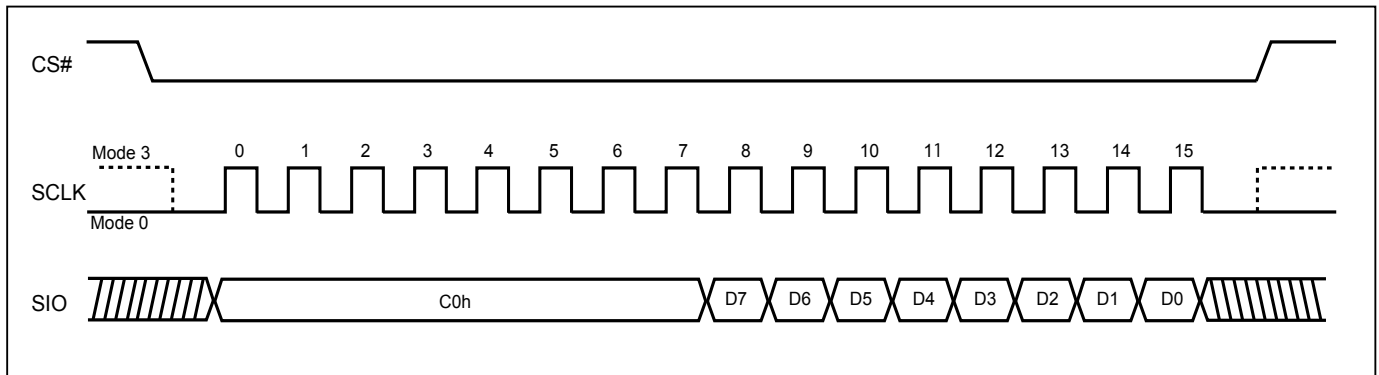 CS#
Mode 3
0 1 2 3 4 5 6 7 8 9 10 11 12 13 14 15
SCLK
Mode 0
SIO
C0h D7 D6 D5 D4 D3 D2 D1 D0